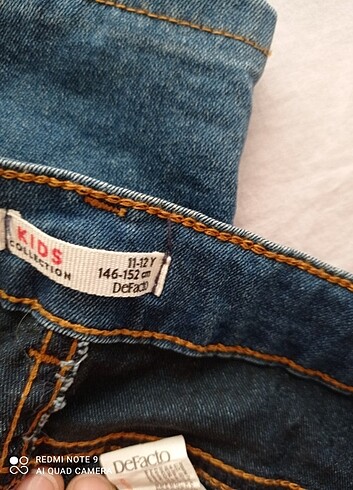 KIDS
COLLECTION
11-12 Y
146-152 cm
DeFacto
DeFacto
REDMI NOTE 9
AI QUAD CAMERA